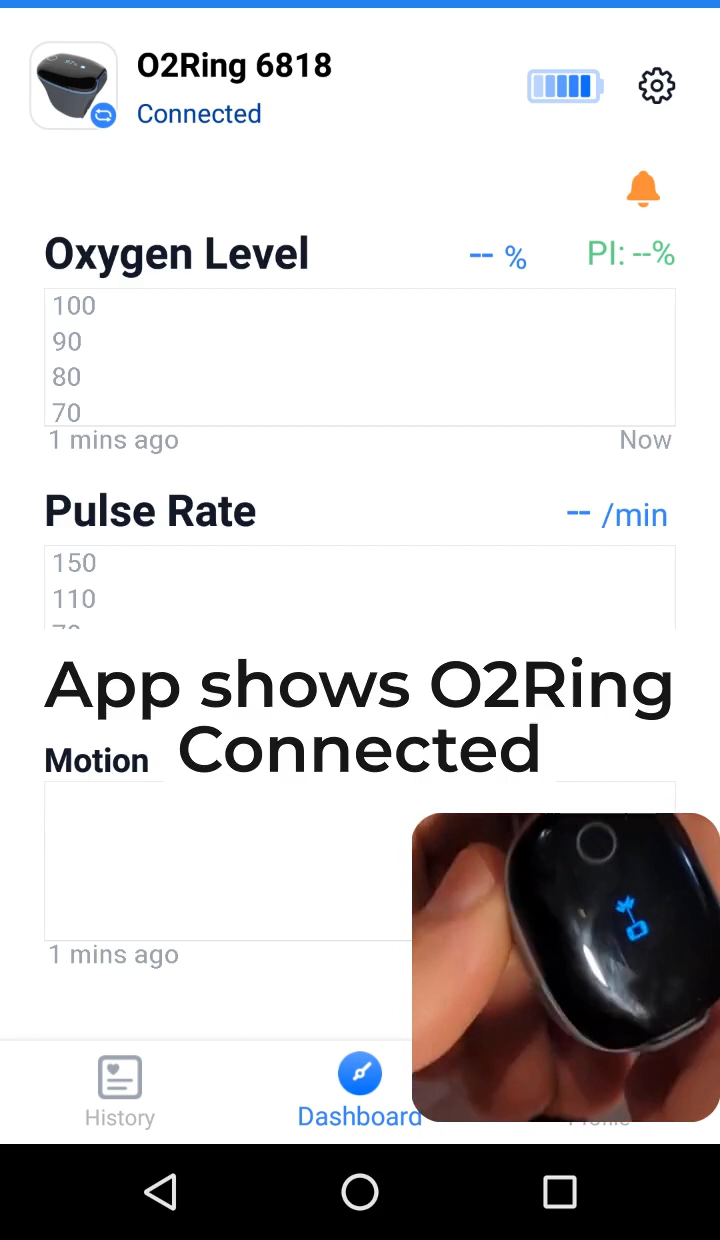 O2Ring 6818
Connected
Oxygen Level -- % PI: --%
100
90
80
70
1 mins ago Now
Pulse Rate -- /min
150
110
App shows O2Ring
Connected
Motion
1 mins ago
History Dashboard